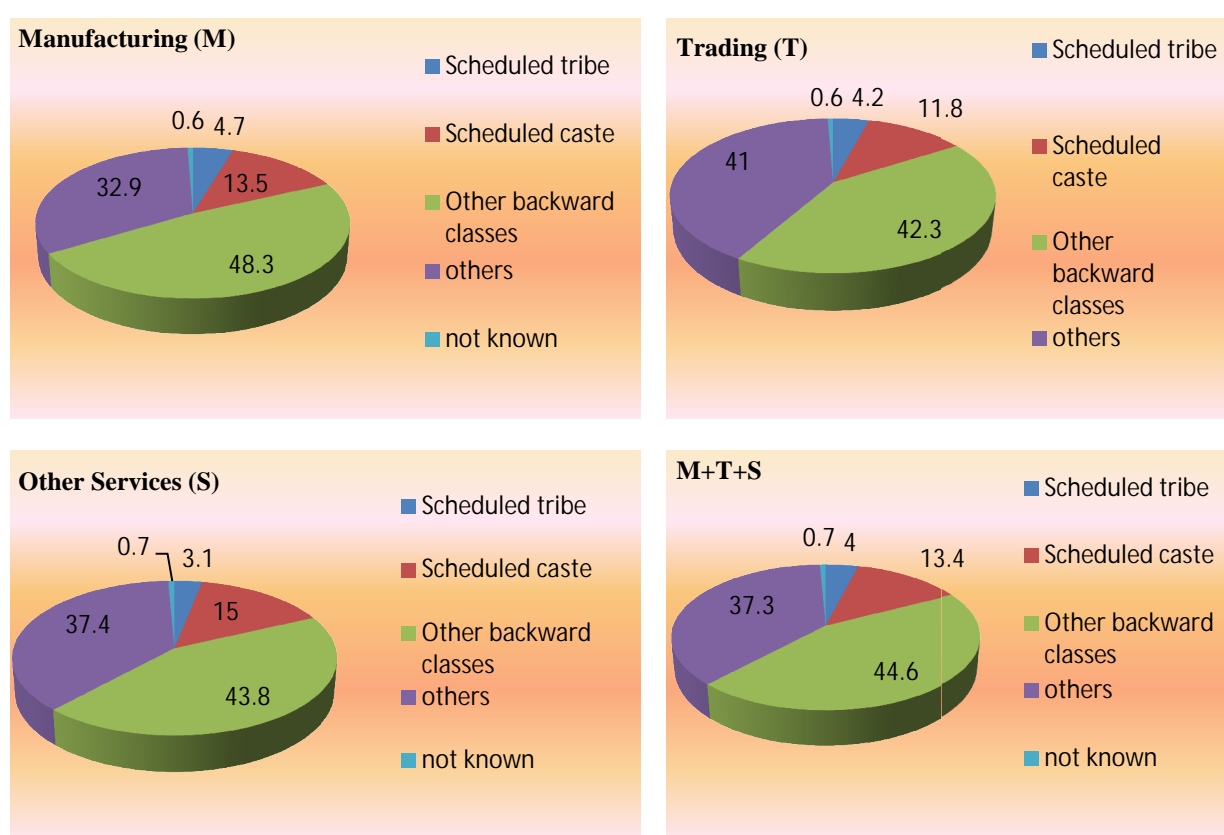 Manufacturing (M)
Scheduled tribe
Scheduled caste
Other backward
classes
others
not known
0.6
4.7
13.5
48.3
32.9
Trading (T)
Scheduled tribe
Scheduled
caste
Other
backward
classes
others
0.6
4.2
11.8
42.3
41
Other Services (S)
Scheduled tribe
Scheduled caste
Other backward
classes
others
not known
0.7
3.1
15
43.8
37.4
M+T+S
Scheduled tribe
Scheduled caste
Other backward
classes
others
not known
0.7
4
13.4
44.6
37.3